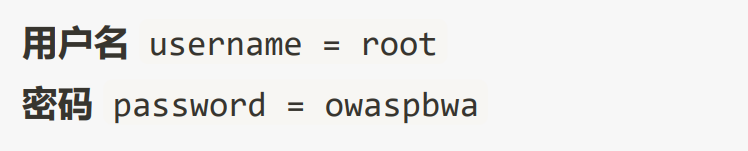 用户名 username = root
密码 password = owaspbwa